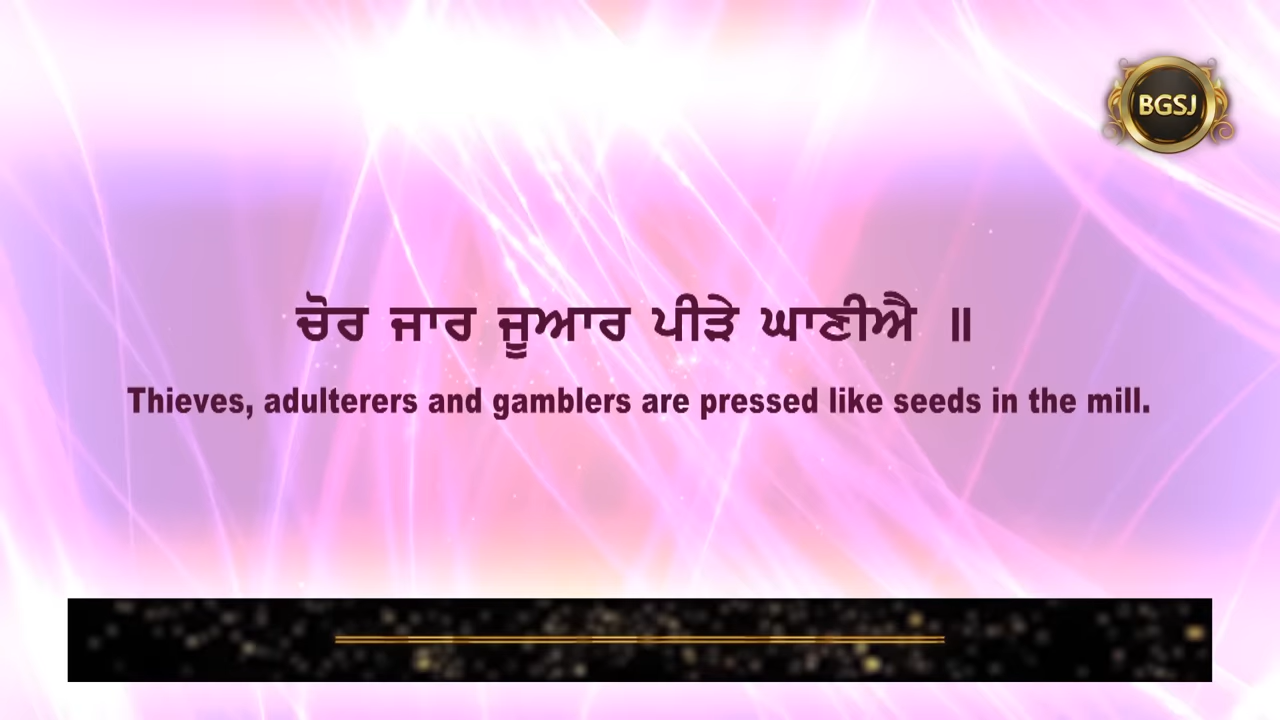 BGSJ
ਚੋਰ ਜਾਰ ਜੂਆਰ ਪੀੜੇ ਘਾਣੀਐ ॥
Thieves, adulterers and gamblers are pressed like seeds in the mill.